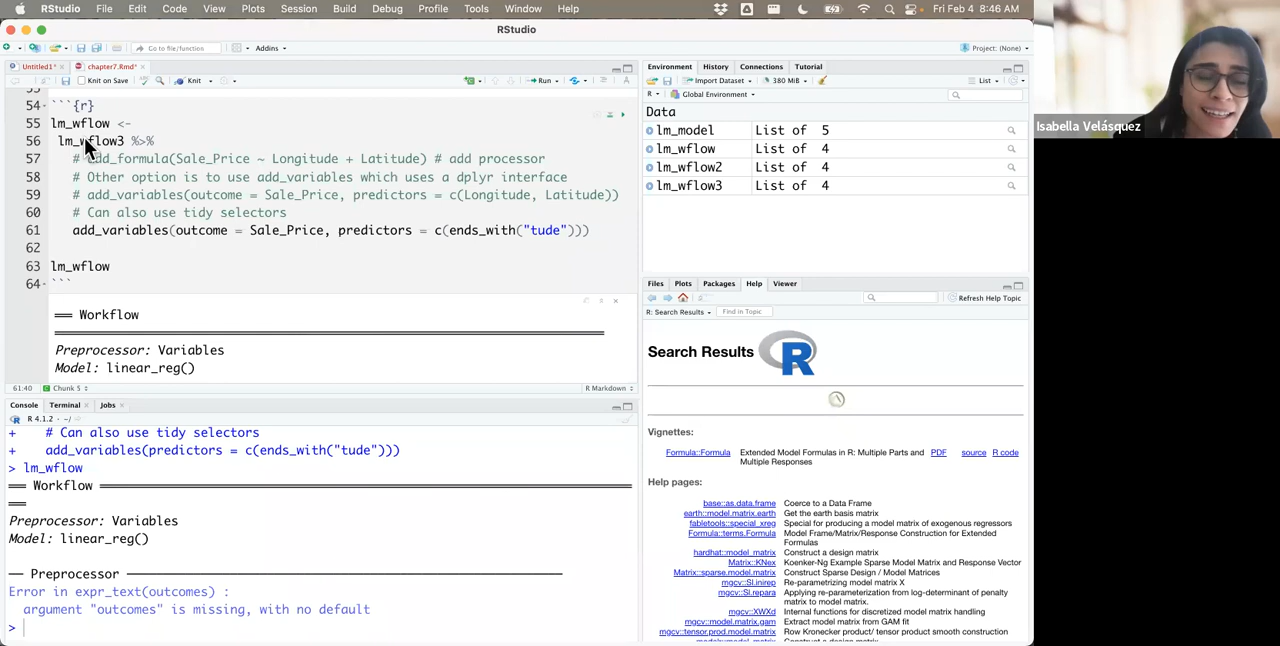 RStudio File Edit Code View Plots Session Build Debug Profile Tools Window Help Fri Feb 4 8:46 AM
RStudio
Go to file/function Addins Project: (None)
Untitled1* chapter7.Rmd*
Knit on Save Knit Run
54 ```{r}
55 lm_wflow <-
56 lm_wflow3 %>%
57 # add_formula(Sale_Price ~ Longitude + Latitude) # add processor
58 # Other option is to use add_variables which uses a dplyr interface
59 # add_variables(outcome = Sale_Price, predictors = c(Longitude, Latitude))
60 # Can also use tidy selectors
61 add_variables(outcome = Sale_Price, predictors = c(ends_with("tude")))
62
63 lm_wflow
64 ```
══ Workflow
Preprocessor: Variables
Model: linear_reg()
61:40 Chunk 5 R Markdown
Console Terminal Jobs
R 4.1.2 · ~/
+ # Can also use tidy selectors
+ add_variables(predictors = c(ends_with("tude")))
> lm_wflow
══ Workflow ══
Preprocessor: Variables
Model: linear_reg()
── Preprocessor ──
Error in expr_text(outcomes) :
argument "outcomes" is missing, with no default
>
Environment History Connections Tutorial
Import Dataset 380 MiB List
R Global Environment
Data
lm_model List of 5
lm_wflow List of 4
lm_wflow2 List of 4
lm_wflow3 List of 4
Files Plots Packages Help Viewer
Refresh Help Topic
R: Search Results Find in Topic
Search Results R
Vignettes:
Formula::Formula Extended Model Formulas in R: Multiple Parts and Multiple Responses PDF source R code
Help pages:
base::as.data.frame Coerce to a Data Frame
earth::model.matrix.earth Get the earth basis matrix
fabletools::special_xreg Special for producing a model matrix of exogenous regressors
Formula::terms.Formula Model Frame/Matrix/Response Construction for Extended Formulas
hardhat::model_matrix Construct a design matrix
Matrix::KNex Koenker-Ng Example Sparse Model Matrix and Response Vector
Matrix::sparse.model.matrix Construct Sparse Design / Model Matrices
mgcv::Sl.inirep Re-parametrizing model matrix X
mgcv::Sl.repara Applying re-parameterization from log-determinant of penalty matrix to model matrix.
mgcv::XWXd Internal functions for discretized model matrix handling
mgcv::model.matrix.gam Extract model matrix from GAM fit
mgcv::tensor.prod.model.matrix Row Kronecker product/ tensor product smooth construction
Isabella Velásquez